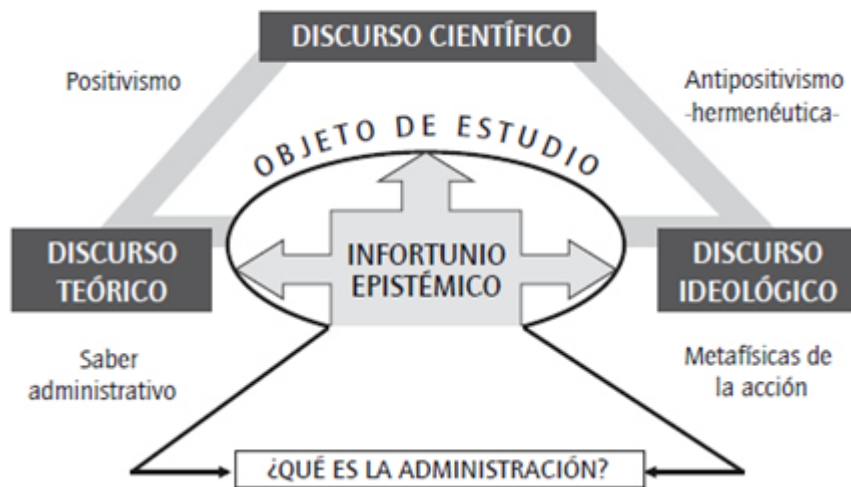 DISCURSO CIENTÍFICO
Positivismo
Antipositivismo
-hermenéutica-
OBJETO DE ESTUDIO
DISCURSO
TEÓRICO
INFORTUNIO
EPISTÉMICO
DISCURSO
IDEOLÓGICO
Saber
administrativo
Metafísicas de
la acción
¿QUÉ ES LA ADMINISTRACIÓN?